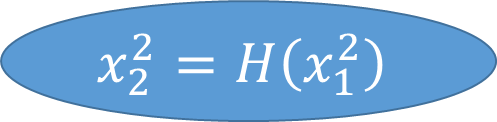 $x_2^2 = H(x_1^2)$